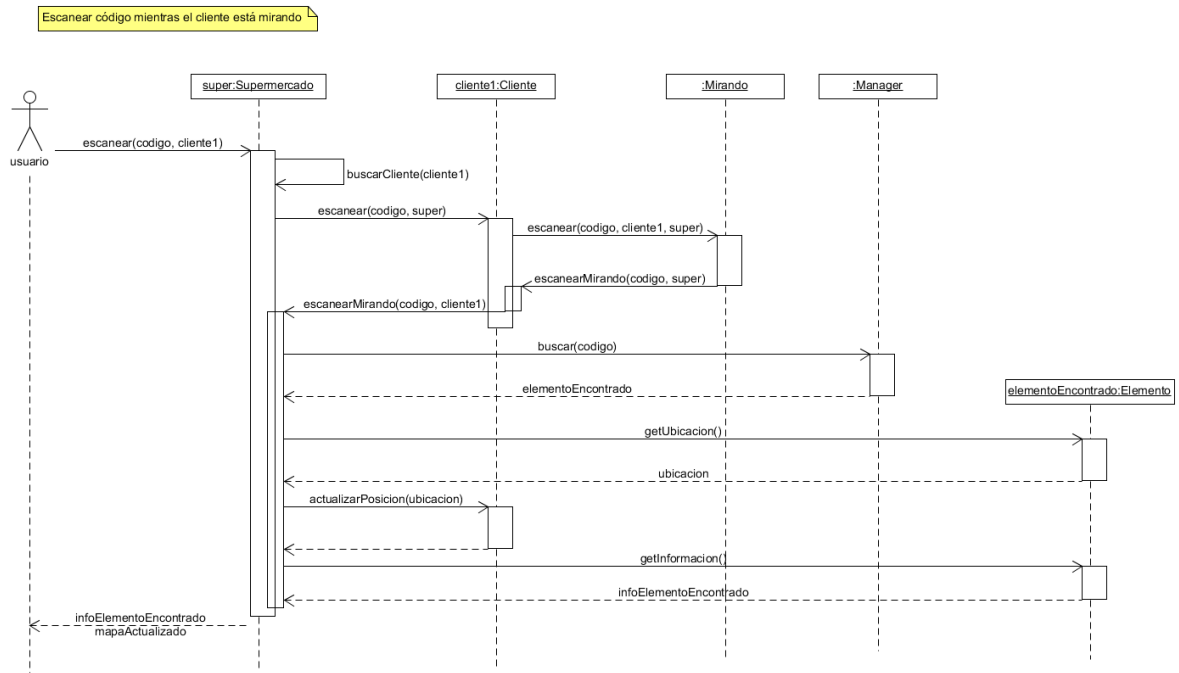 Escanear código mientras el cliente está mirando
super:Supermercado
cliente1:Cliente
:Mirando
:Manager
usuario
escanear(codigo, cliente1)
buscarCliente(cliente1)
escanear(codigo, super)
escanear(codigo, cliente1, super)
escanearMirando(codigo, super)
escanearMirando(codigo, cliente1)
buscar(codigo)
elementoEncontrado
elementoEncontrado:Elemento
getUbicacion()
ubicacion
actualizarPosicion(ubicacion)
getInformacion()
infoElementoEncontrado
infoElementoEncontrado
mapaActualizado